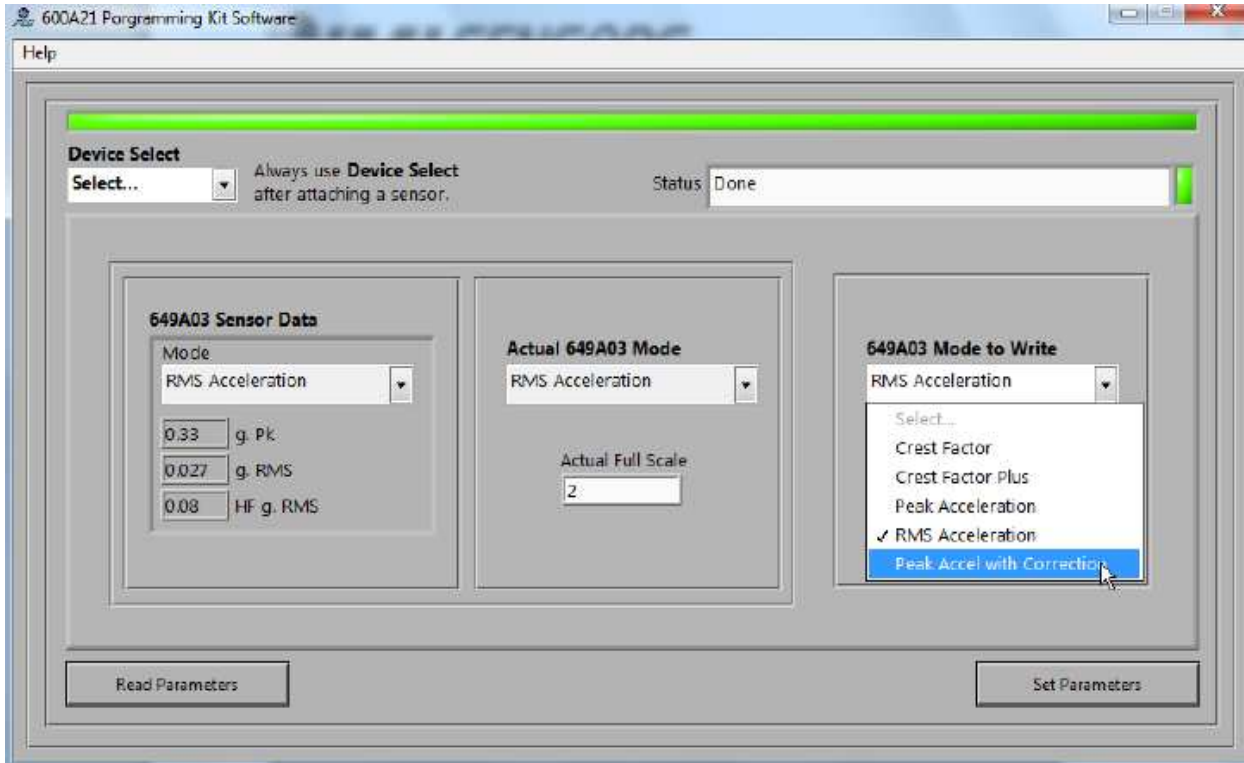 600A21 Porgramming Kit Software
Help
Device Select
Select...
Always use Device Select
after attaching a sensor.
Status Done
649A03 Sensor Data
Mode
RMS Acceleration
0.33 g. Pk
0.027 g. RMS
0.08 HF g. RMS
Actual 649A03 Mode
RMS Acceleration
Actual Full Scale
2
649A03 Mode to Write
RMS Acceleration
Select...
Crest Factor
Crest Factor Plus
Peak Acceleration
✓ RMS Acceleration
Peak Accel with Correction
Read Parameters
Set Parameters